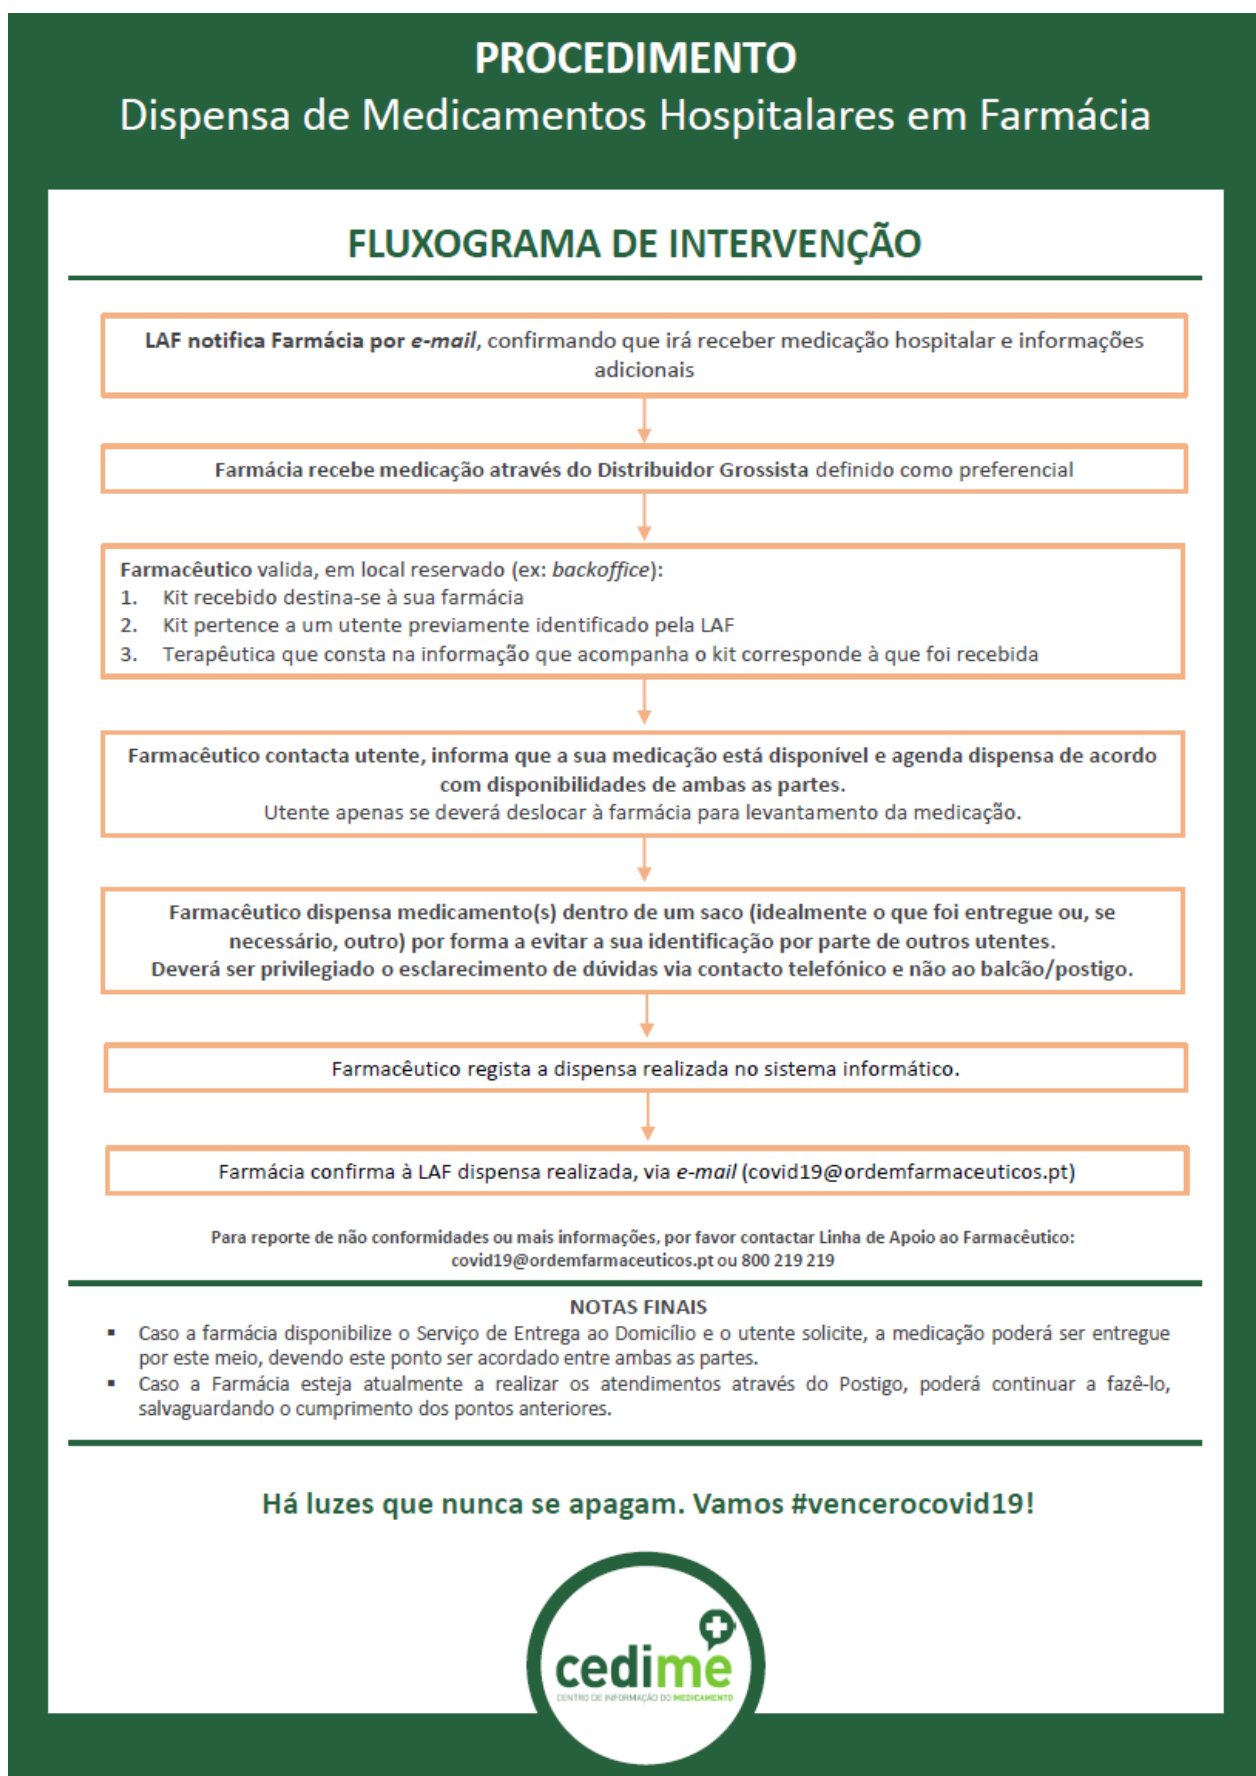 PROCEDIMENTO
Dispensa de Medicamentos Hospitalares em Farmácia
FLUXOGRAMA DE INTERVENÇÃO
LAF notifica Farmácia por e-mail, confirmando que irá receber medicação hospitalar e informações
adicionais
Farmácia recebe medicação através do Distribuidor Grossista definido como preferencial
Farmacêutico valida, em local reservado (ex: backoffice):
1. Kit recebido destina-se à sua farmácia
2. Kit pertence a um utente previamente identificado pela LAF
3. Terapêutica que consta na informação que acompanha o kit corresponde à que foi recebida
Farmacêutico contacta utente, informa que a sua medicação está disponível e agenda dispensa de acordo
com disponibilidades de ambas as partes.
Utente apenas se deverá deslocar à farmácia para levantamento da medicação.
Farmacêutico dispensa medicamento(s) dentro de um saco (idealmente o que foi entregue ou, se
necessário, outro) por forma a evitar a sua identificação por parte de outros utentes.
Deverá ser privilegiado o esclarecimento de dúvidas via contacto telefónico e não ao balcão/postigo.
Farmacêutico regista a dispensa realizada no sistema informático.
Farmácia confirma à LAF dispensa realizada, via e-mail (covid19@ordemfarmaceuticos.pt)
Para reporte de não conformidades ou mais informações, por favor contactar Linha de Apoio ao Farmacêutico:
covid19@ordemfarmaceuticos.pt ou 800 219 219
NOTAS FINAIS
▪ Caso a farmácia disponibilize o Serviço de Entrega ao Domicílio e o utente solicite, a medicação poderá ser entregue
por este meio, devendo este ponto ser acordado entre ambas as partes.
▪ Caso a Farmácia esteja atualmente a realizar os atendimentos através do Postigo, poderá continuar a fazê-lo,
salvaguardando o cumprimento dos pontos anteriores.
Há luzes que nunca se apagam. Vamos #vencerocovid19!
cedime
CENTRO DE INFORMAÇÃO DO MEDICAMENTO